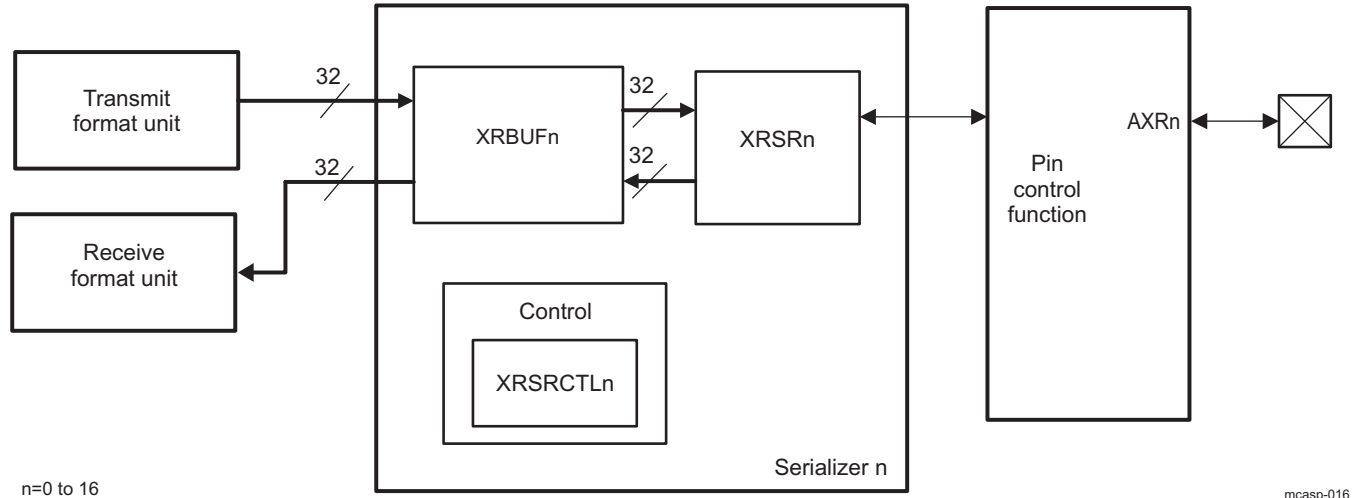 32
Transmit
format unit
32
32
XRBUFn
XRSRn
AXRn
32
32
Pin
control
function
Receive
format unit
Control
XRSRCTLn
Serializer n
n=0 to 16
mcasp-016